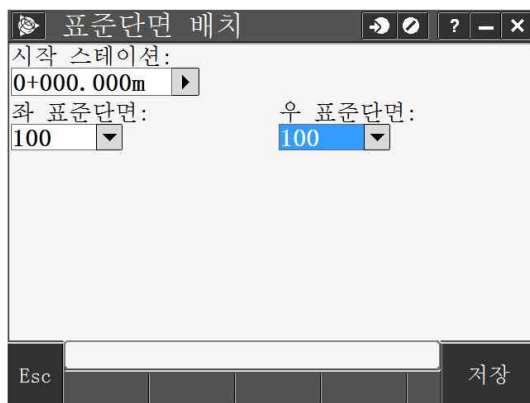 표준단면 배치 ? – ×
시작 스테이션:
0+000.000m
좌 표준단면: 우 표준단면:
100 100
Esc 저장